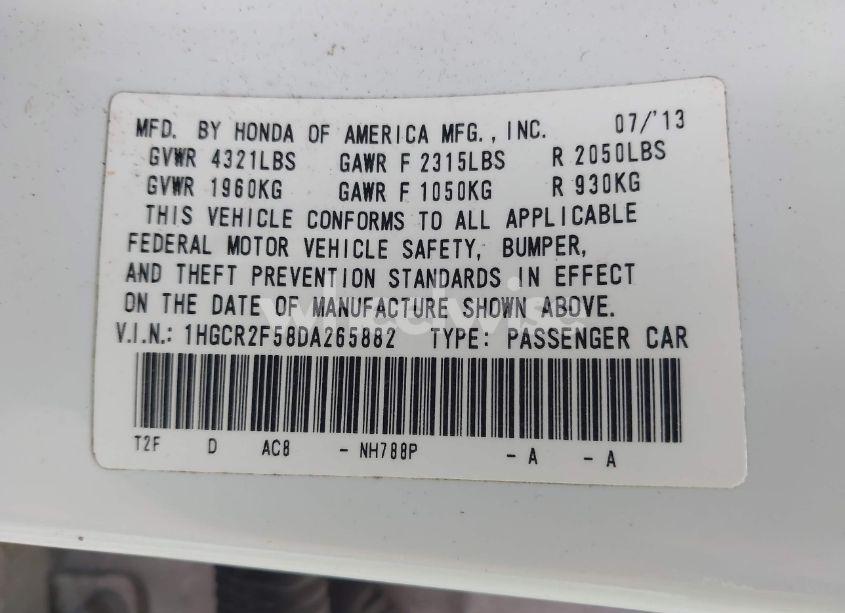 MFD. BY HONDA OF AMERICA MFG., INC. 07/'13
GVWR 4321LBS GAWR F 2315LBS R 2050LBS
GVWR 1960KG GAWR F 1050KG R 930KG
THIS VEHICLE CONFORMS TO ALL APPLICABLE
FEDERAL MOTOR VEHICLE SAFETY, BUMPER,
AND THEFT PREVENTION STANDARDS IN EFFECT
ON THE DATE OF MANUFACTURE SHOWN ABOVE.
V.I.N.: 1HGCR2F58DA265882 TYPE: PASSENGER CAR
T2F D AC8 - NH788P - A - A